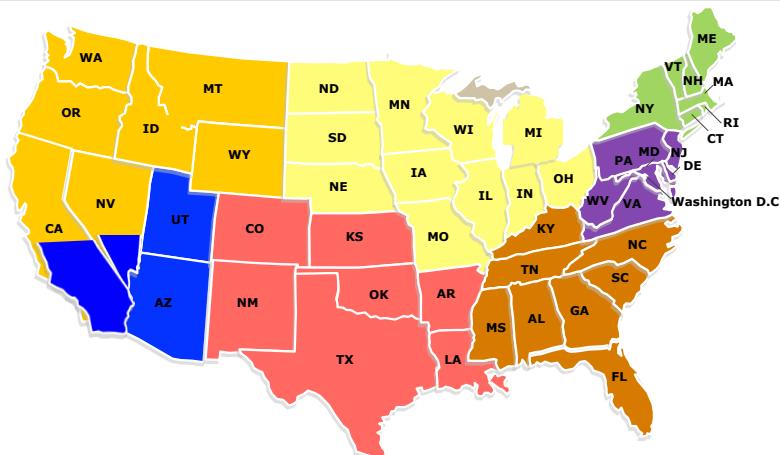 ME
WA
VT
NH
MA
MT
ND
MN
NY
OR
ID
WI
MI
RI
SD
CT
WY
PA
MD
NJ
DE
IA
OH
NE
IL
IN
WV
VA
Washington D.C
NV
UT
CA
CO
KS
MO
KY
NC
TN
SC
AZ
NM
OK
AR
GA
MS
AL
TX
LA
FL